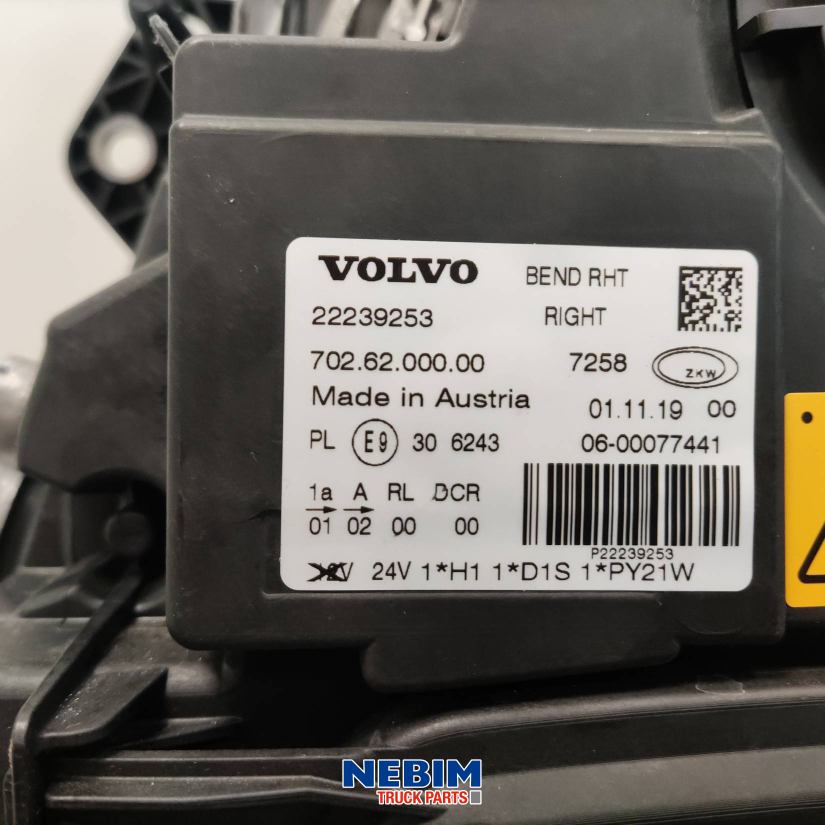 VOLVO BEND RHT
22239253 RIGHT
702.62.000.00 7258 ZKW
Made in Austria 01.11.19 00
PL E9 30 6243 06-00077441
1a A RL DCR
01 02 00 00
P22239253
24V 1*H1 1*D1S 1*PY21W
NEBIM
TRUCK PARTS